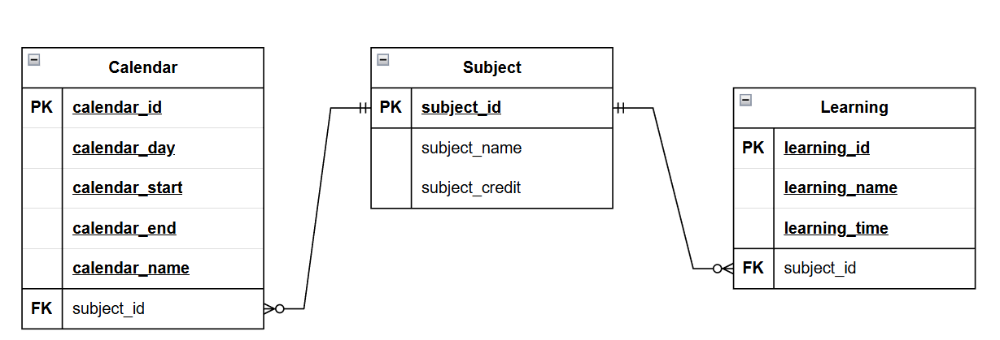 Calendar
PK calendar_id
calendar_day
calendar_start
calendar_end
calendar_name
FK subject_id
Subject
PK subject_id
subject_name
subject_credit
Learning
PK learning_id
learning_name
learning_time
FK subject_id